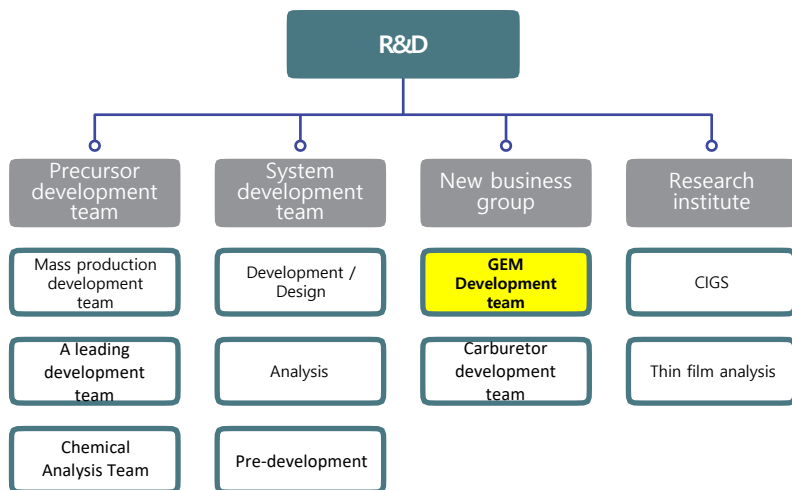 R&D
Precursor
development
team
System
development
team
New business
group
Research
institute
Mass production
development
team
Development /
Design
GEM
Development
team
CIGS
A leading
development
team
Analysis
Carburetor
development
team
Thin film analysis
Chemical
Analysis Team
Pre-development